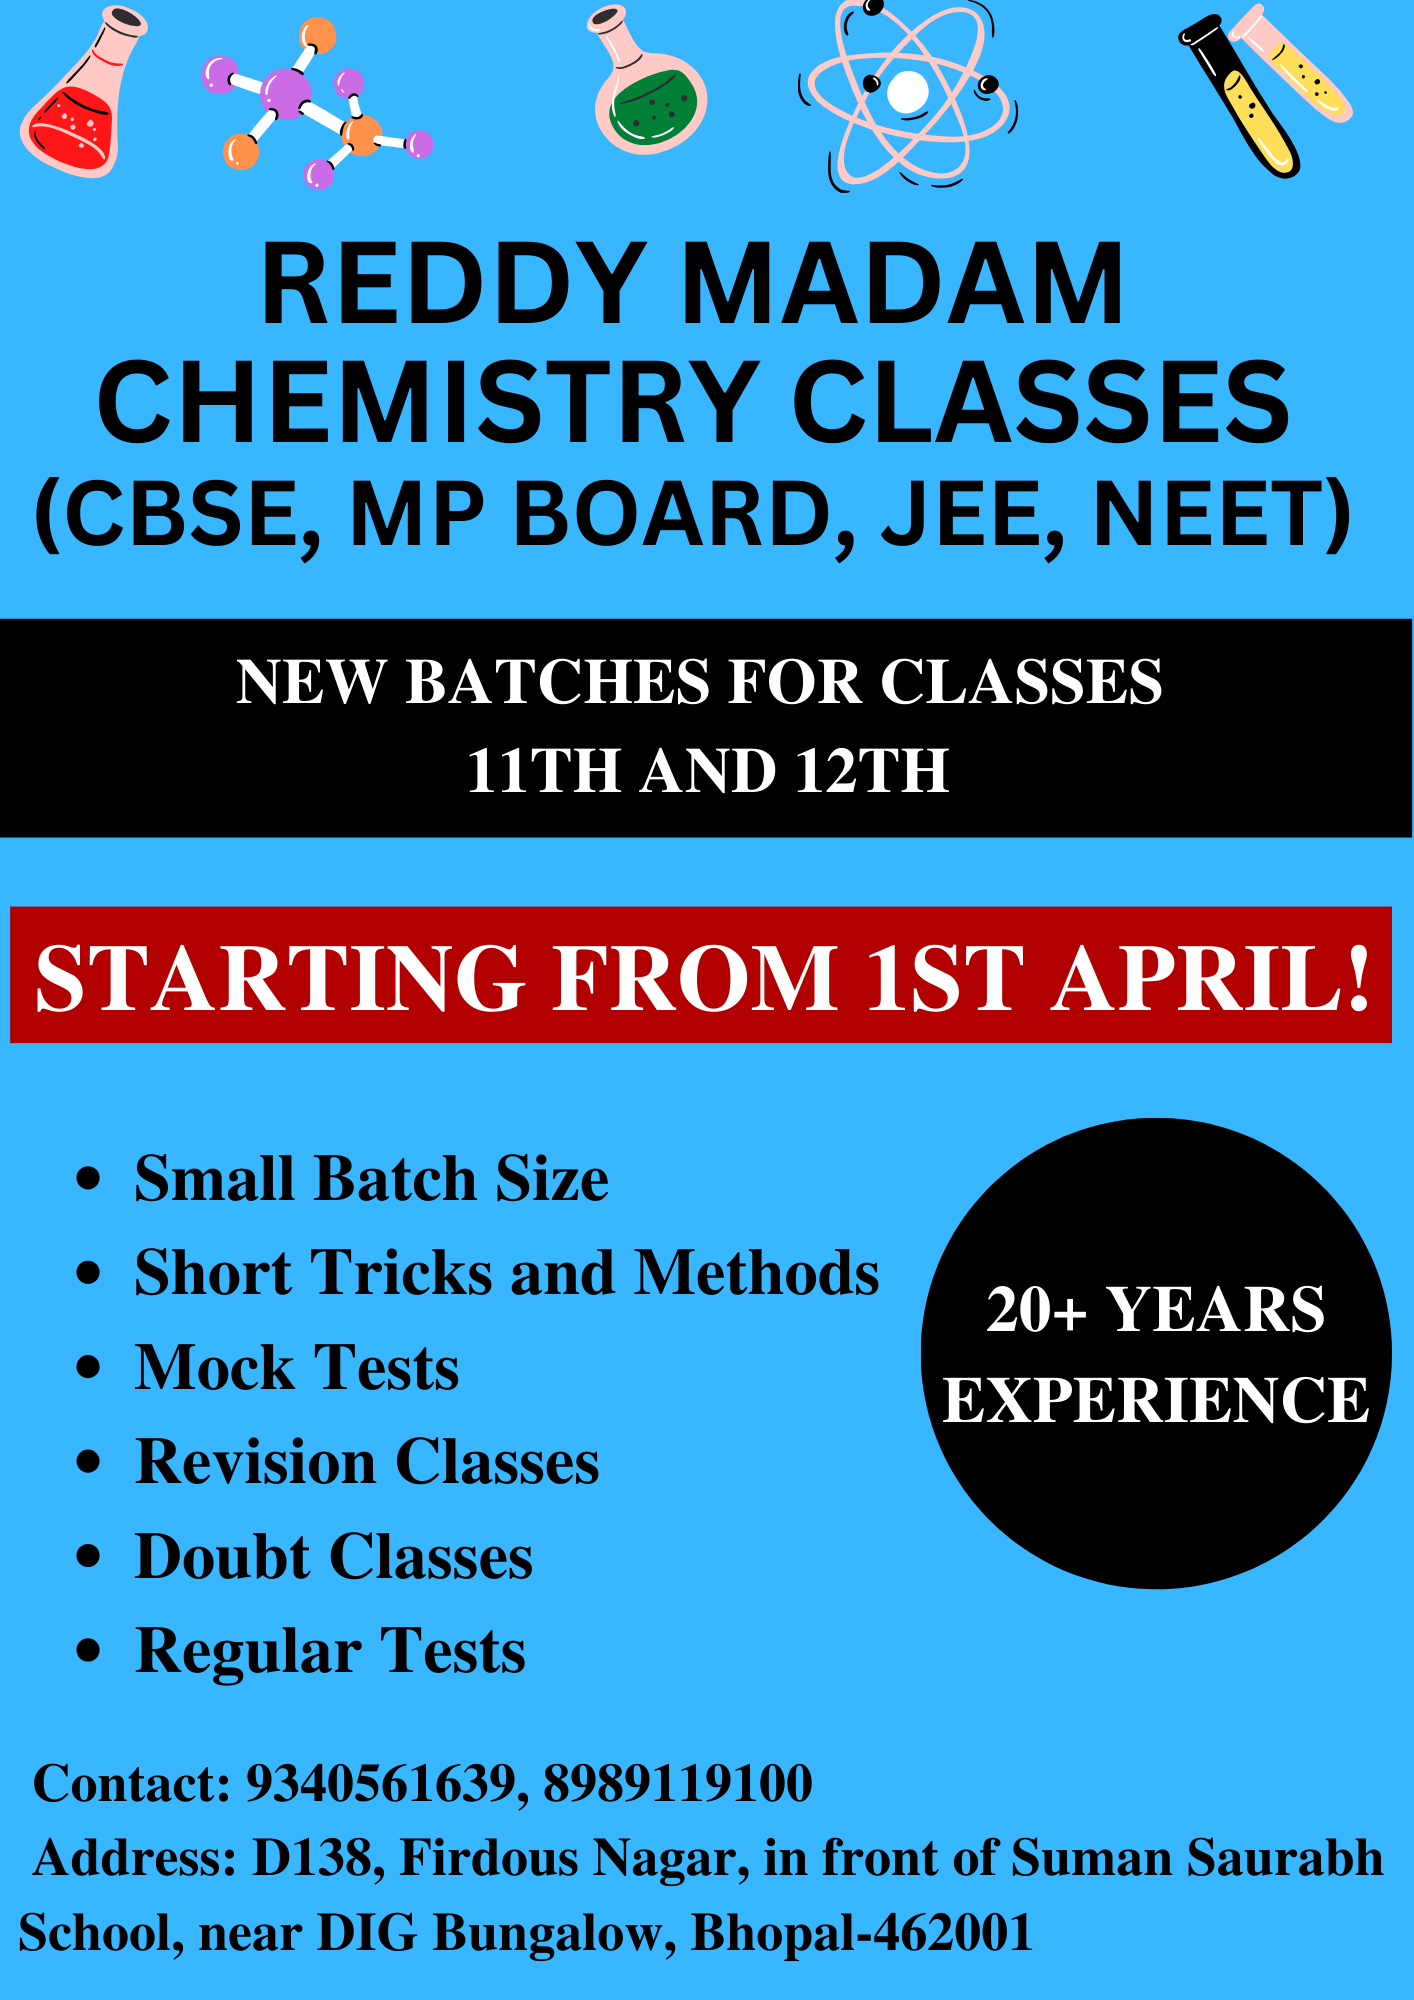 REDDY MADAM
CHEMISTRY CLASSES
(CBSE, MP BOARD, JEE, NEET)
NEW BATCHES FOR CLASSES
11TH AND 12TH
STARTING FROM 1ST APRIL!
• Small Batch Size
• Short Tricks and Methods
• Mock Tests
• Revision Classes
• Doubt Classes
• Regular Tests
20+ YEARS
EXPERIENCE
Contact: 9340561639, 8989119100
Address: D138, Firdous Nagar, in front of Suman Saurabh
School, near DIG Bungalow, Bhopal-462001